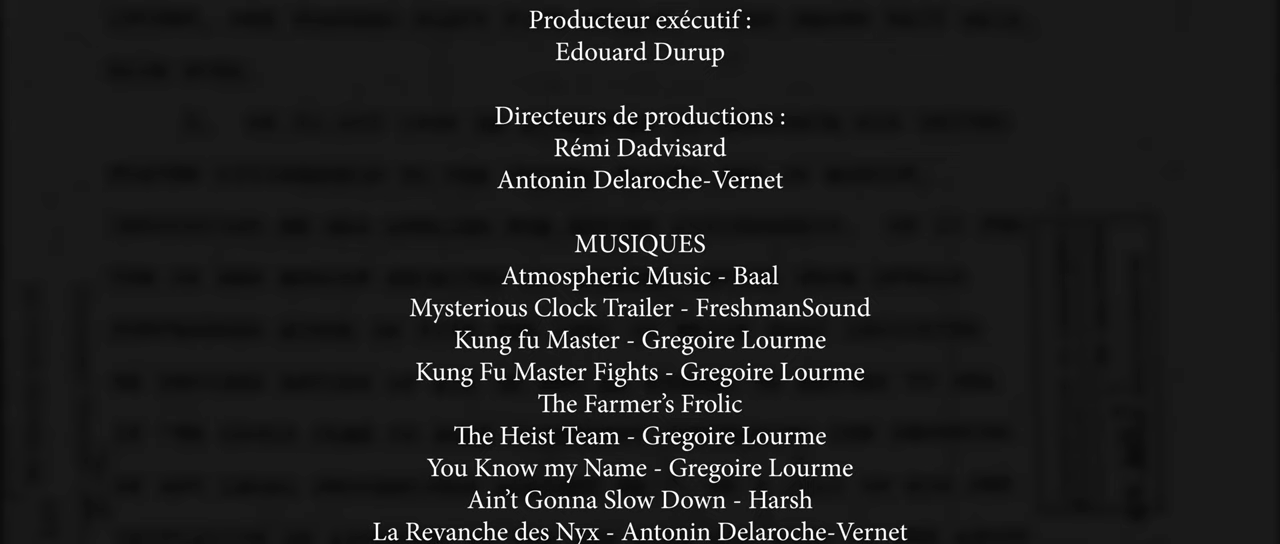 Producteur exécutif :
Edouard Durup
Directeurs de productions :
Rémi Dadvisard
Antonin Delaroche-Vernet
MUSIQUES
Atmospheric Music - Baal
Mysterious Clock Trailer - FreshmanSound
Kung fu Master - Gregoire Lourme
Kung Fu Master Fights - Gregoire Lourme
The Farmer’s Frolic
The Heist Team - Gregoire Lourme
You Know my Name - Gregoire Lourme
Ain’t Gonna Slow Down - Harsh
La Revanche des Nyx - Antonin Delaroche-Vernet